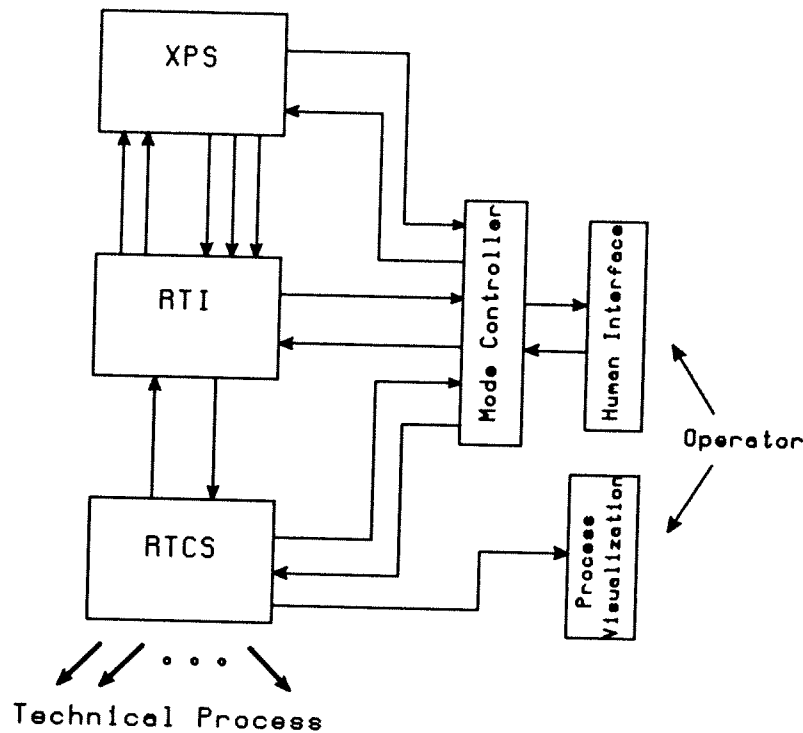 XPS
RTI
RTCS
Mode Controller
Human Interface
Operator
Process
Visualization
Technical Process